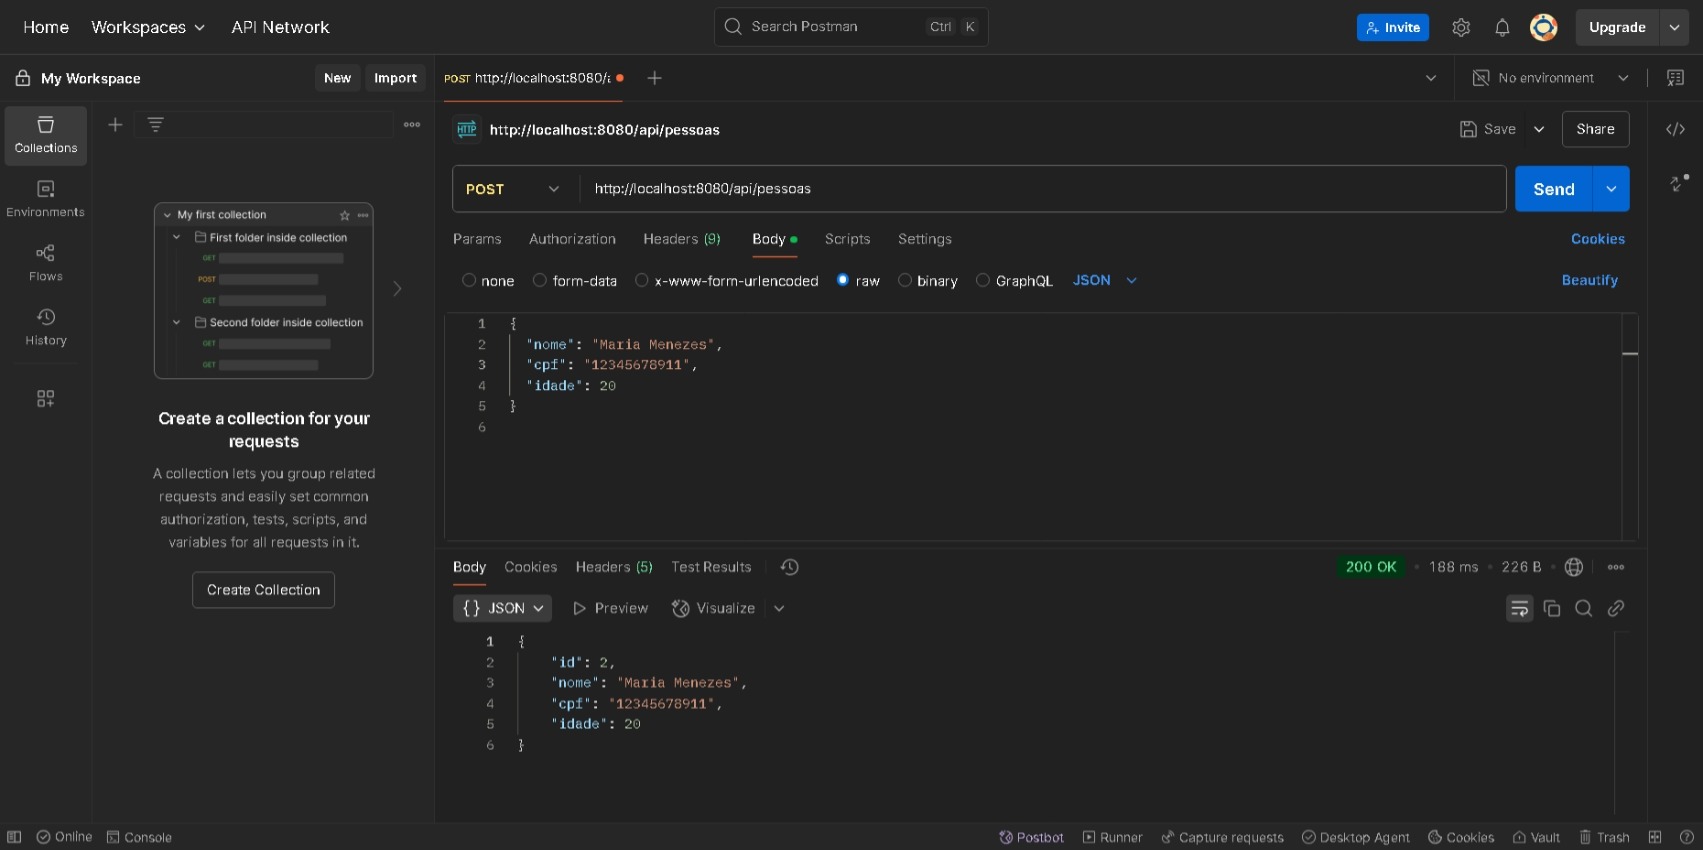 Home Workspaces API Network Search Postman Ctrl K Invite Upgrade
My Workspace New Import POST http://localhost:8080/a No environment
Collections
Environments
Flows
History
My first collection
First folder inside collection
GET
POST
GET
Second folder inside collection
GET
GET
Create a collection for your
requests
A collection lets you group related
requests and easily set common
authorization, tests, scripts, and
variables for all requests in it.
Create Collection
HTTP http://localhost:8080/api/pessoas Save Share
POST http://localhost:8080/api/pessoas Send
Params Authorization Headers (9) Body Scripts Settings Cookies
none form-data x-www-form-urlencoded raw binary GraphQL JSON Beautify
1 {
2 "nome": "Maria Menezes",
3 "cpf": "12345678911",
4 "idade": 20
5 }
6
Body Cookies Headers (5) Test Results 200 OK • 188 ms • 226 B •
{} JSON Preview Visualize
1 {
2 "id": 2,
3 "nome": "Maria Menezes",
4 "cpf": "12345678911",
5 "idade": 20
6 }
Online Console Postbot Runner Capture requests Desktop Agent Cookies Vault Trash